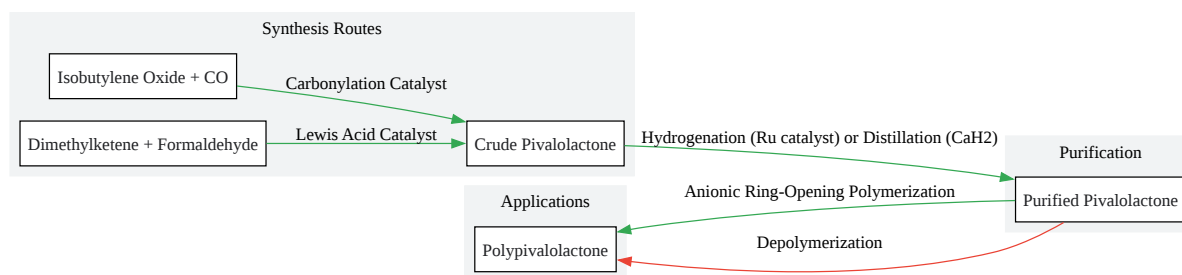 Synthesis Routes
Isobutylene Oxide + CO
Carbonylation Catalyst
Dimethylketene + Formaldehyde
Lewis Acid Catalyst
Crude Pivalolactone
Hydrogenation (Ru catalyst) or Distillation (CaH2)
Purification
Purified Pivalolactone
Anionic Ring-Opening Polymerization
Applications
Polypivalolactone
Depolymerization